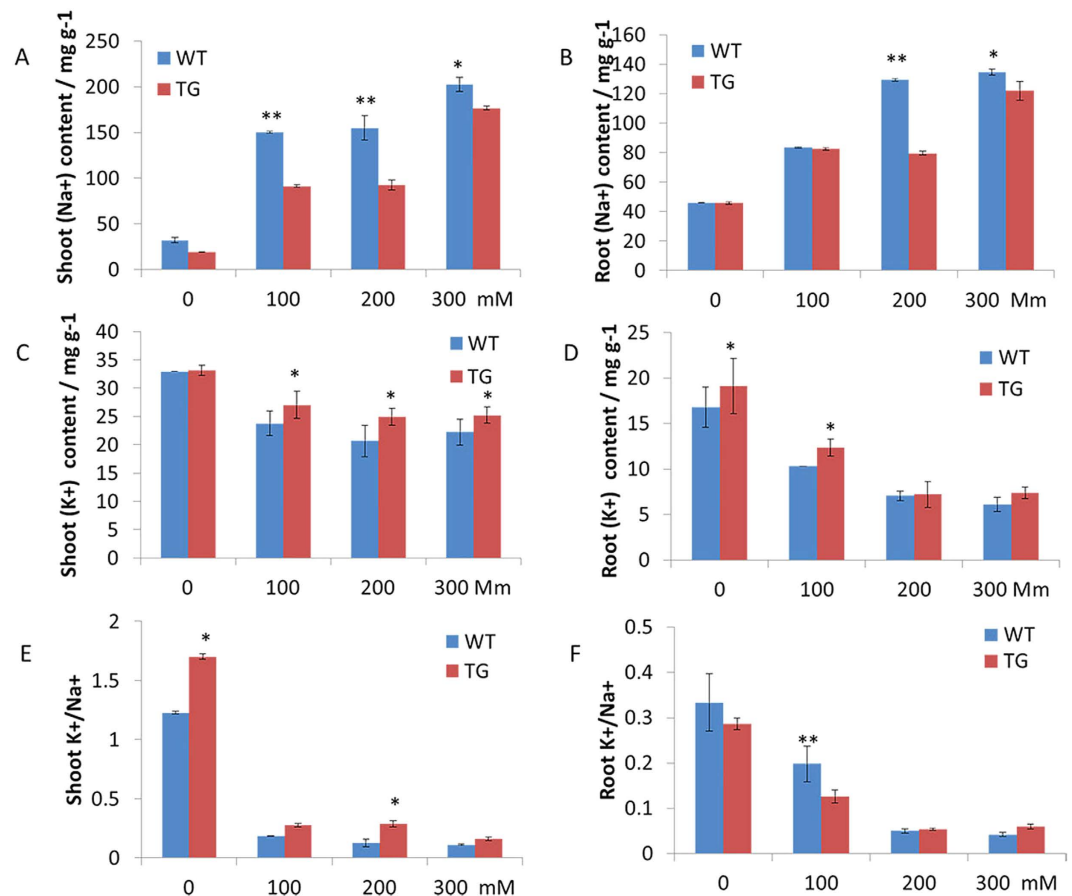 A
Shoot (Na+) content / mg g-1
250
200
150
100
50
0
WT
TG
**
**
*
0 100 200 300 mM
B
Root (Na+) content / mg g-1
160
140
120
100
80
60
40
20
0
WT
TG
**
*
0 100 200 300 Mm
C
Shoot (K+) content / mg g-1
40
35
30
25
20
15
10
5
0
WT
TG
*
*
*
0 100 200 300 Mm
D
Root (K+) content / mg g-1
25
20
15
10
5
0
WT
TG
*
*
0 100 200 300 Mm
E
Shoot K+/Na+
2
1.5
1
0.5
0
WT
TG
*
*
0 100 200 300 mM
F
Root K+/Na+
0.5
0.4
0.3
0.2
0.1
0
WT
TG
**
0 100 200 300 mM